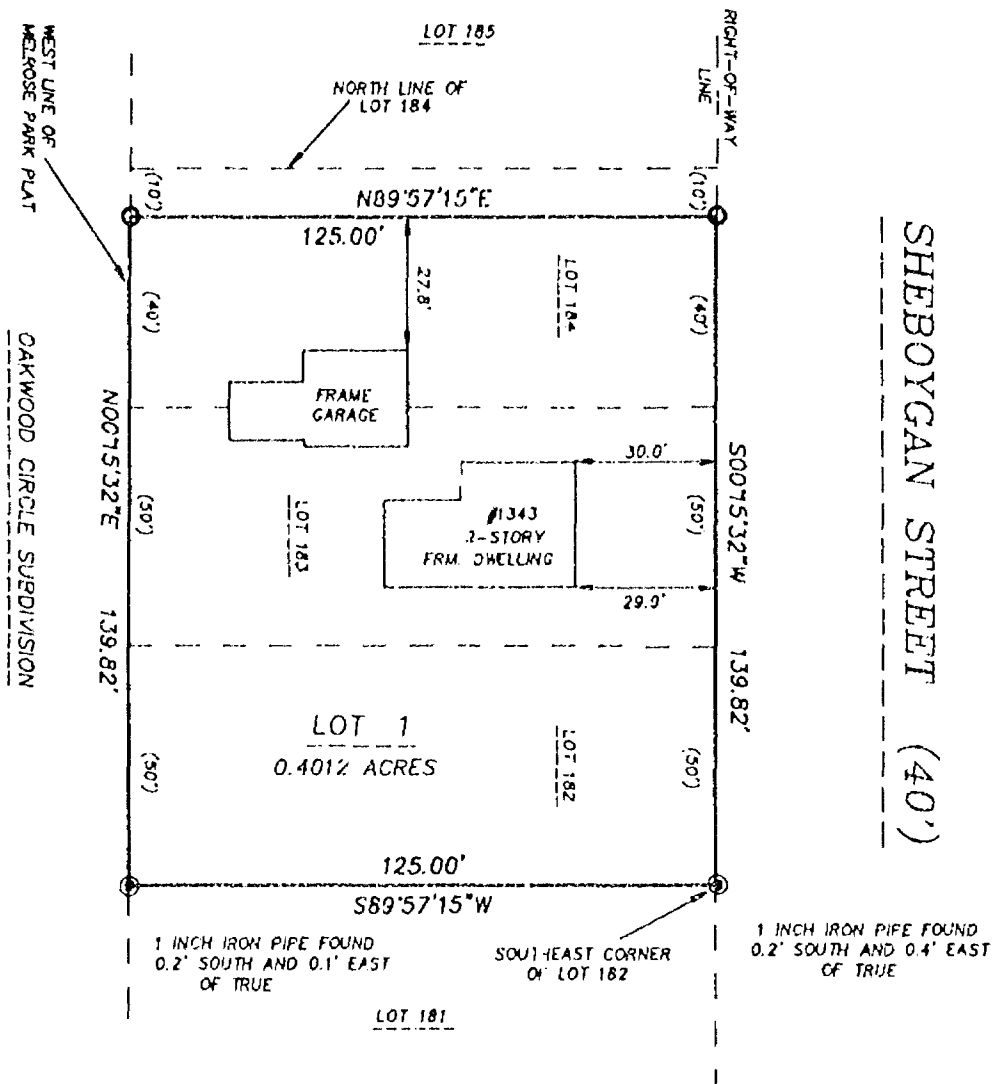 LOT 185
RIGHT-OF-WAY
LINE
WEST LINE OF
MELROSE PARK PLAT
NORTH LINE OF
LOT 184
(10')
(10')
N89°57'15"E
125.00'
SHEBOYGAN STREET (40')
27.8'
LOT 184
(40')
(40')
FRAME
GARAGE
OAKWOOD CIRCLE SUBDIVISION
N00°15'32"E 139.82'
S00°15'32"W 139.82'
30.0'
(50')
(50')
LOT 183
#1343
2-STORY
FRM. DWELLING
29.9'
LOT 1
0.4012 ACRES
LOT 182
(50')
(50')
125.00'
S89°57'15"W
1 INCH IRON PIPE FOUND
0.2' SOUTH AND 0.1' EAST
OF TRUE
SOUTHEAST CORNER
OF LOT 182
1 INCH IRON PIPE FOUND
0.2' SOUTH AND 0.4' EAST
OF TRUE
LOT 181